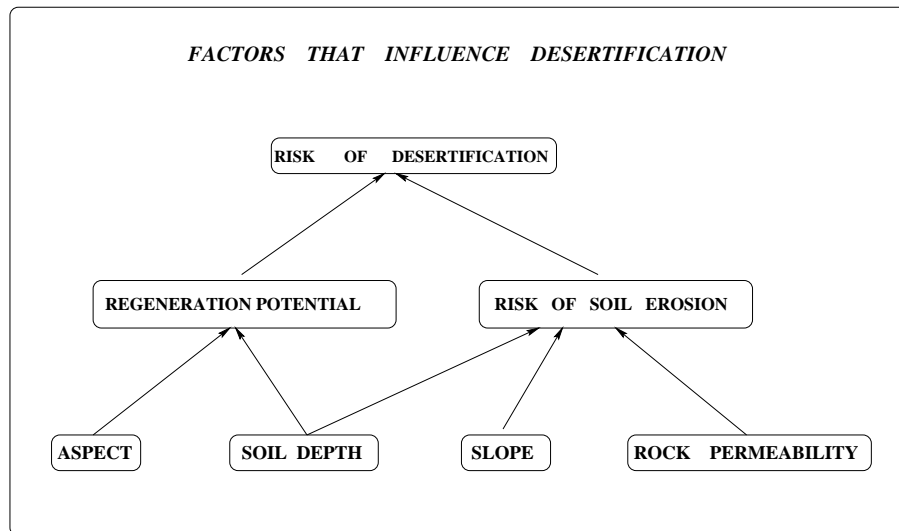 FACTORS THAT INFLUENCE DESERTIFICATION
RISK OF DESERTIFICATION
REGENERATION POTENTIAL
RISK OF SOIL EROSION
ASPECT
SOIL DEPTH
SLOPE
ROCK PERMEABILITY